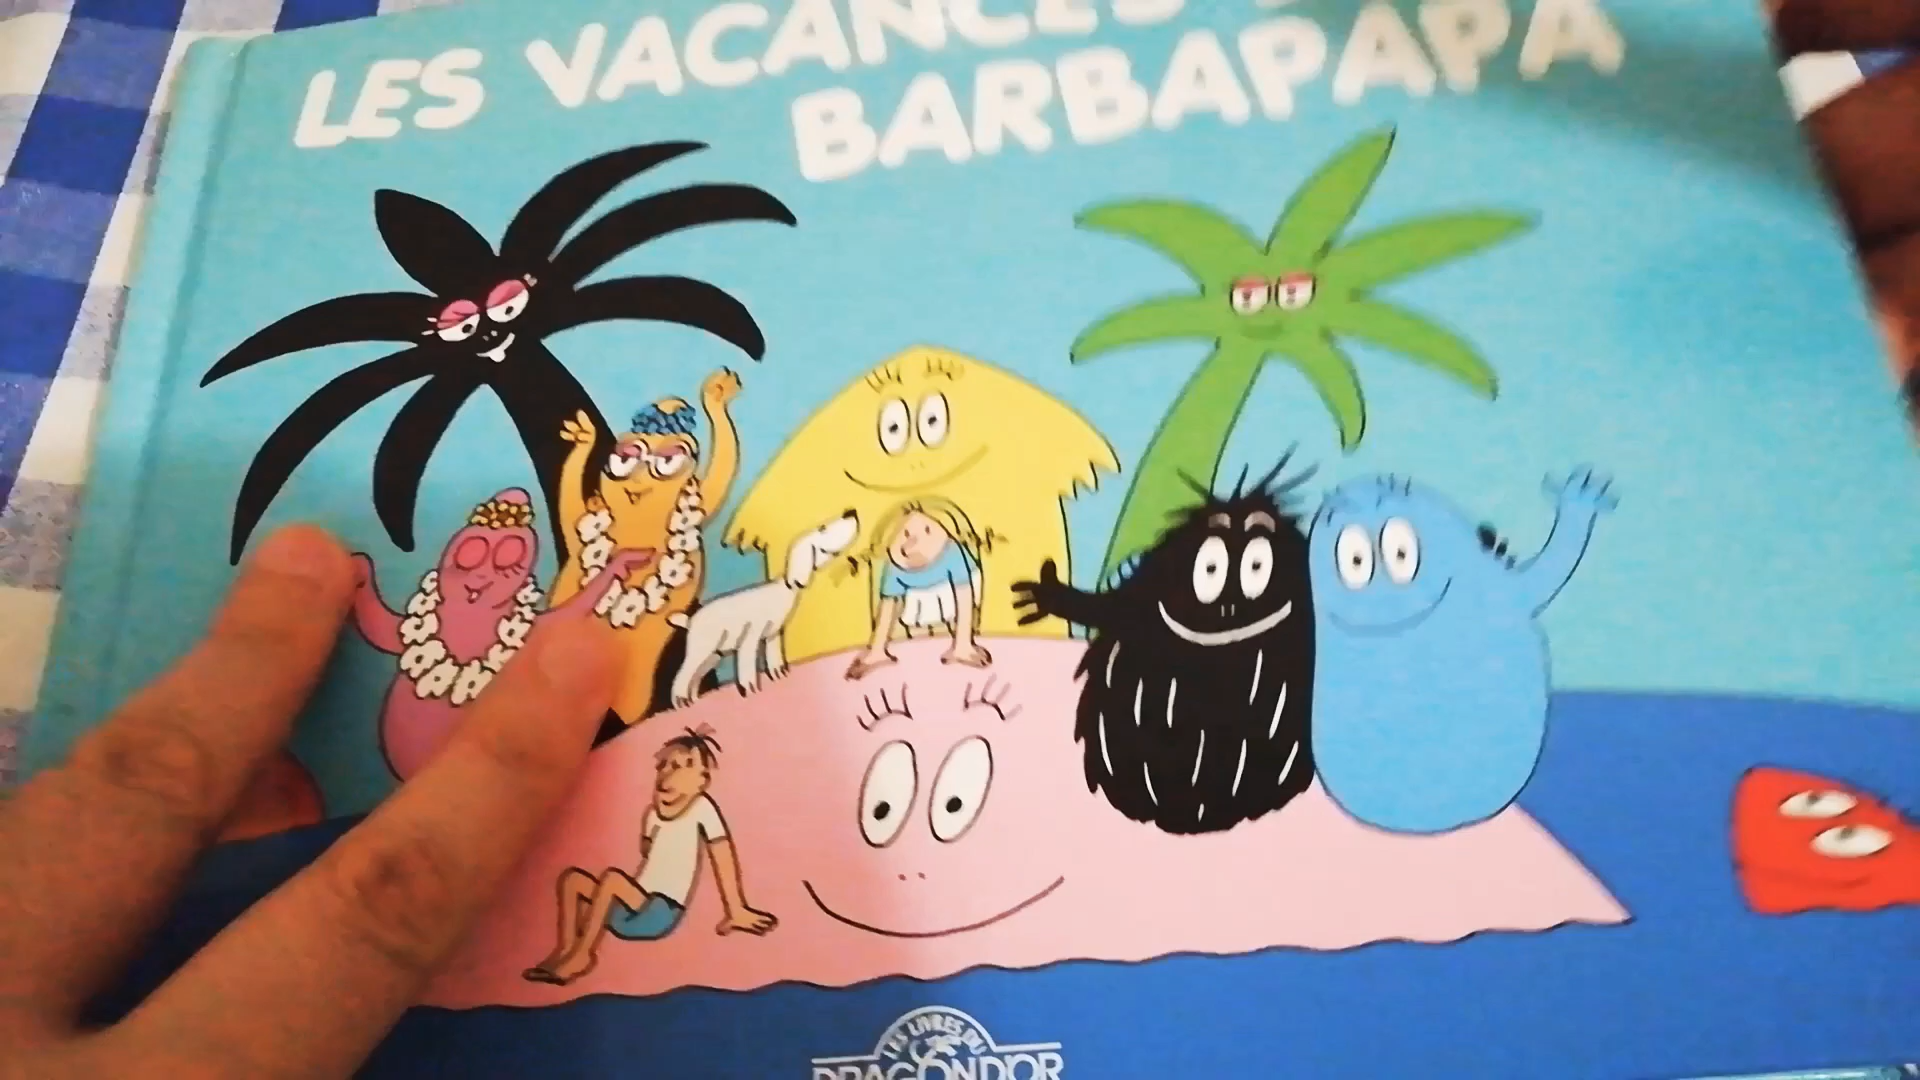 LES VACANCES
BARBAPAPA
LES LIVRES DU
DRAGON D'OR